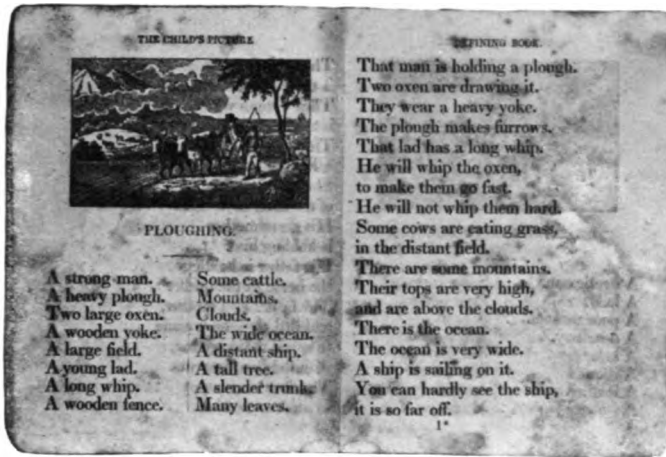 THE CHILD'S PICTURE
PLOUGHING.
A strong man.
A heavy plough.
Two large oxen.
A wooden yoke.
A large field.
A young lad.
A long whip.
A wooden fence.
Some cattle.
Mountains.
Clouds.
The wide ocean.
A distant ship.
A tall tree.
A slender trunk.
Many leaves.
DEFINING BOOK.
That man is holding a plough.
Two oxen are drawing it.
They wear a heavy yoke.
The plough makes furrows.
That lad has a long whip.
He will whip the oxen,
to make them go fast.
He will not whip them hard.
Some cows are eating grass,
in the distant field.
There are some mountains.
Their tops are very high,
and are above the clouds.
There is the ocean.
The ocean is very wide.
A ship is sailing on it.
You can hardly see the ship,
it is so far off.
1*